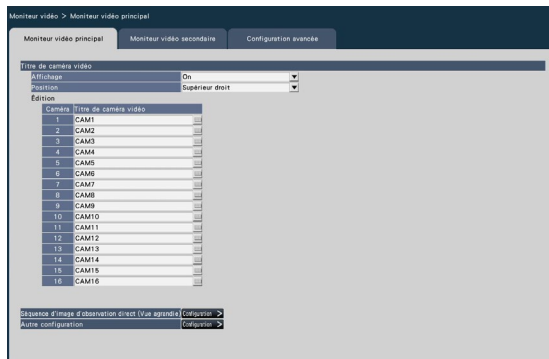 Moniteur vidéo > Moniteur vidéo principal
Moniteur vidéo principal Moniteur vidéo secondaire Configuration avancée
Titre de caméra vidéo
Affichage On
Position Supérieur droit
Édition
Caméra Titre de caméra vidéo
1 CAM1
2 CAM2
3 CAM3
4 CAM4
5 CAM5
6 CAM6
7 CAM7
8 CAM8
9 CAM9
10 CAM10
11 CAM11
12 CAM12
13 CAM13
14 CAM14
15 CAM15
16 CAM16
Séquence d'image d'observation direct (Vue agrandie) Configuration >
Autre configuration Configuration >